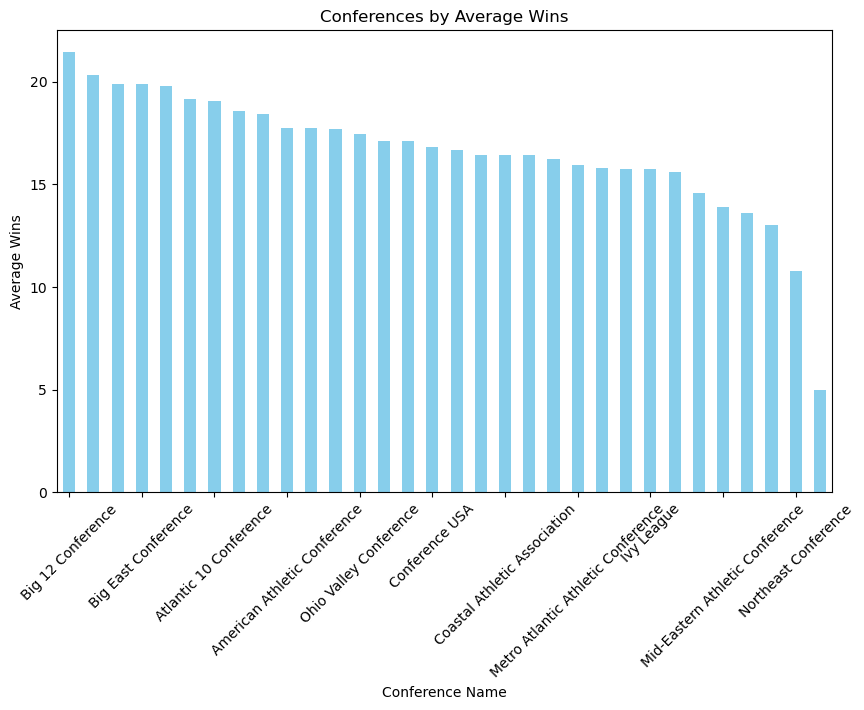 Conferences by Average Wins
20
15
10
5
0
Average Wins
Big 12 Conference
Big East Conference
Atlantic 10 Conference
American Athletic Conference
Ohio Valley Conference
Conference USA
Coastal Athletic Association
Metro Atlantic Athletic Conference
Ivy League
Mid-Eastern Athletic Conference
Northeast Conference
Conference Name